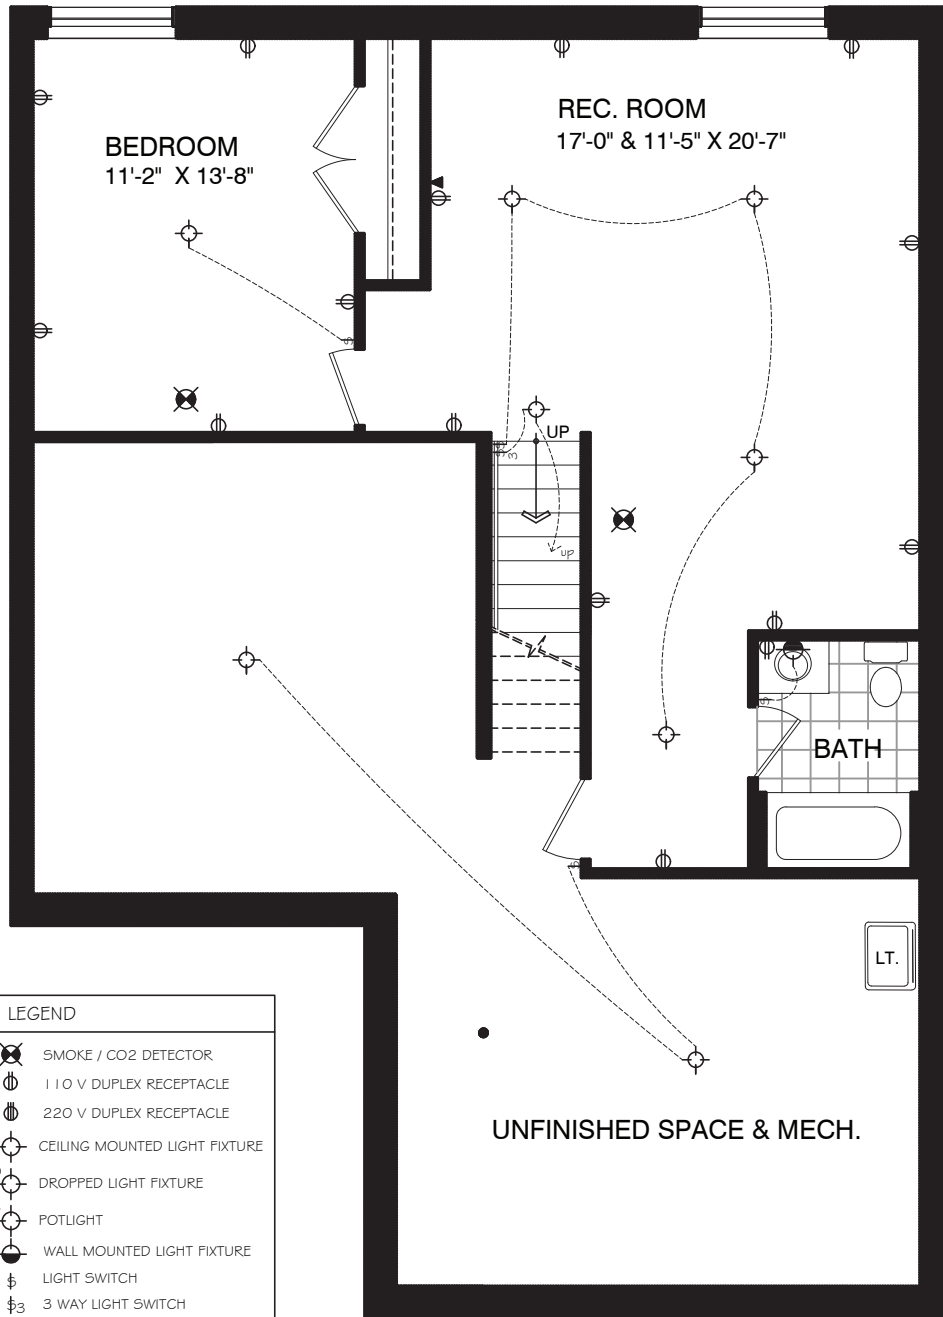 BEDROOM
11'-2" X 13'-8"
REC. ROOM
17'-0" & 11'-5" X 20'-7"
$
UP
$$
3
up
$
BATH
$
LT.
UNFINISHED SPACE & MECH.
LEGEND
SMOKE / CO2 DETECTOR
110 V DUPLEX RECEPTACLE
220 V DUPLEX RECEPTACLE
CEILING MOUNTED LIGHT FIXTURE
DROPPED LIGHT FIXTURE
POTLIGHT
WALL MOUNTED LIGHT FIXTURE
$ LIGHT SWITCH
$3 3 WAY LIGHT SWITCH